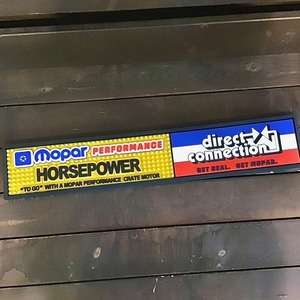 mopar PERFORMANCE
HORSEPOWER
"TO GO" WITH A MOPAR PERFORMANCE CRATE MOTOR
direct
connection
GET REAL. GET MOPAR.